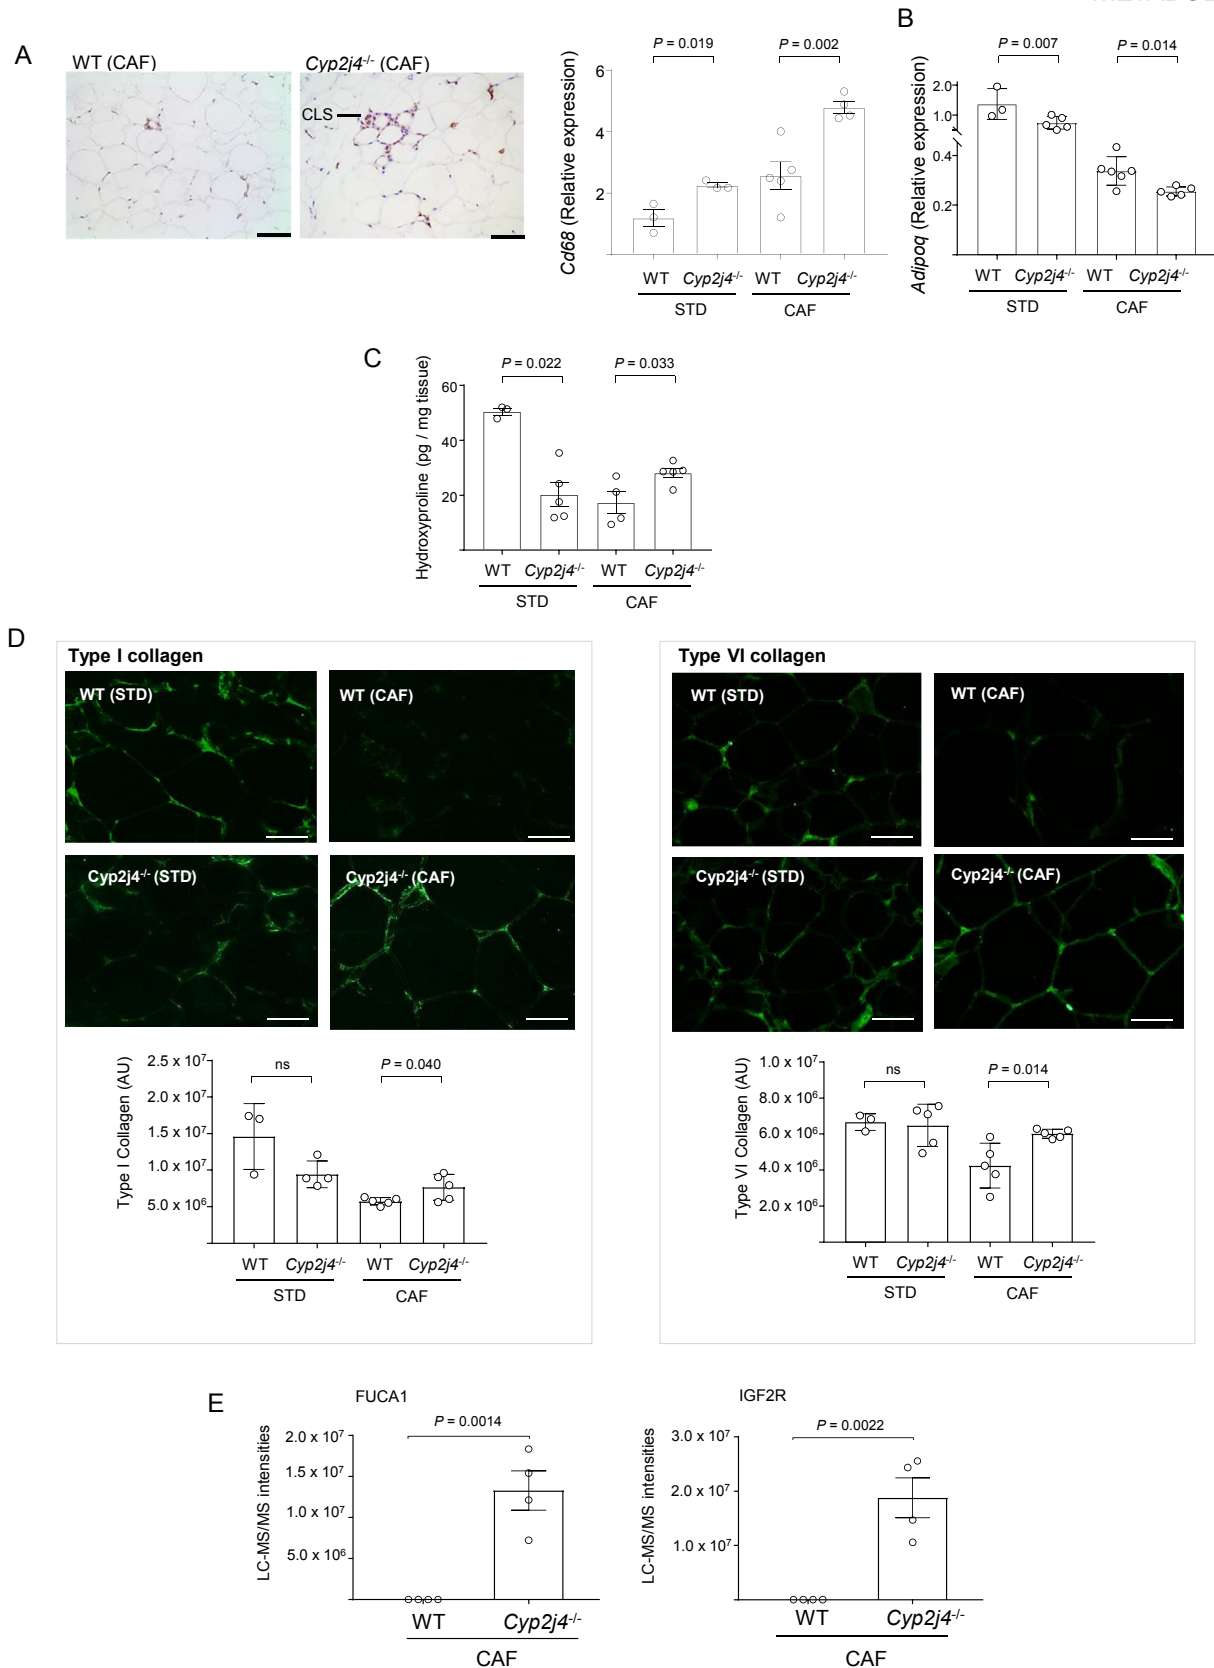 A
WT (CAF)
Cyp2j4-/- (CAF)
CLS
Cd68 (Relative expression)
P = 0.019
P = 0.002
6
4
2
WT
Cyp2j4-/-
WT
Cyp2j4-/-
STD
CAF
B
Adipoq (Relative expression)
P = 0.007
P = 0.014
2.0
1.0
0.4
0.2
WT
Cyp2j4-/-
WT
Cyp2j4-/-
STD
CAF
C
Hydroxyproline (pg / mg tissue)
P = 0.022
P = 0.033
60
40
20
WT
Cyp2j4-/-
WT
Cyp2j4-/-
STD
CAF
D
Type I collagen
WT (STD)
WT (CAF)
Cyp2j4-/- (STD)
Cyp2j4-/- (CAF)
Type I Collagen (AU)
2.5 x 10^7
2.0 x 10^7
1.5 x 10^7
1.0 x 10^7
5.0 x 10^6
ns
P = 0.040
WT
Cyp2j4-/-
WT
Cyp2j4-/-
STD
CAF
Type VI collagen
WT (STD)
WT (CAF)
Cyp2j4-/- (STD)
Cyp2j4-/- (CAF)
Type VI Collagen (AU)
1.0 x 10^7
8.0 x 10^6
6.0 x 10^6
4.0 x 10^6
2.0 x 10^6
ns
P = 0.014
WT
Cyp2j4-/-
WT
Cyp2j4-/-
STD
CAF
E
FUCA1
LC-MS/MS intensities
P = 0.0014
2.0 x 10^7
1.5 x 10^7
1.0 x 10^7
5.0 x 10^6
WT
Cyp2j4-/-
CAF
IGF2R
LC-MS/MS intensities
P = 0.0022
3.0 x 10^7
2.0 x 10^7
1.0 x 10^7
WT
Cyp2j4-/-
CAF